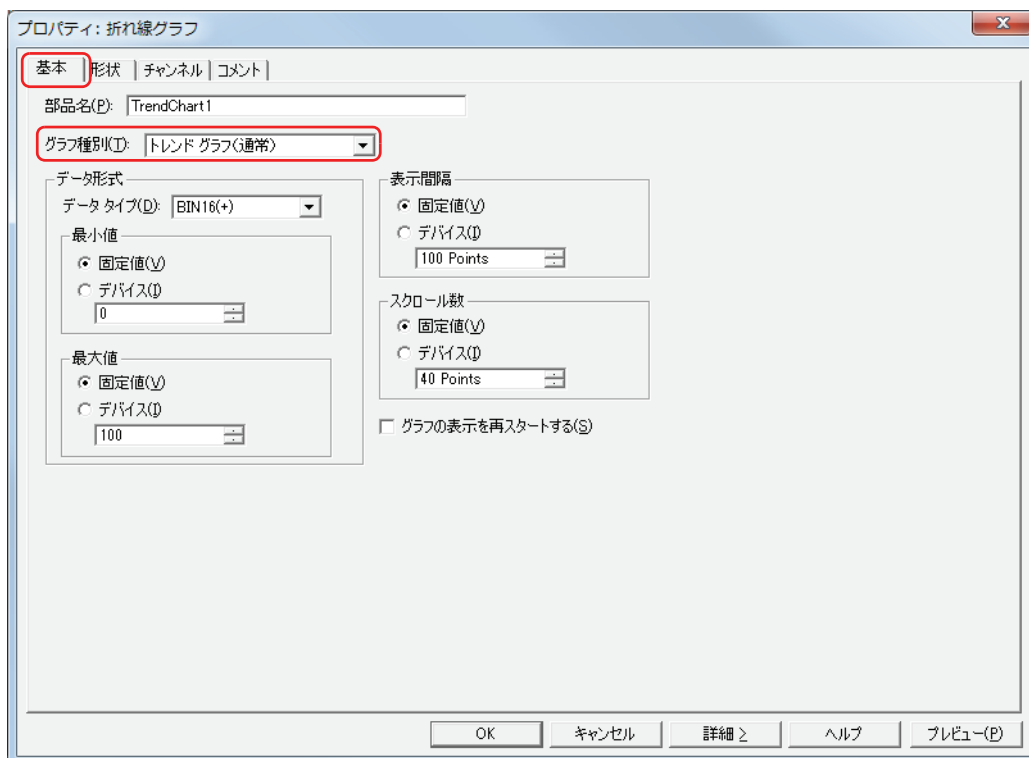 プロパティ: 折れ線グラフ
基本 形状 チャンネル コメント
部品名(P): TrendChart1
グラフ種別(T): トレンド グラフ(通常)
データ形式
データ タイプ(D): BIN16(+)
最小値
固定値(V)
デバイス(I)
0
最大値
固定値(V)
デバイス(I)
100
表示間隔
固定値(V)
デバイス(I)
100 Points
スクロール数
固定値(V)
デバイス(I)
40 Points
グラフの表示を再スタートする(S)
OK キャンセル 詳細 > ヘルプ プレビュー(P)